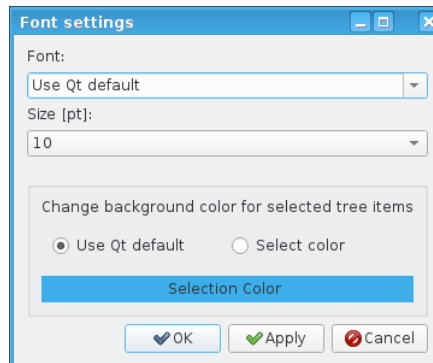 Font settings
Font:
Use Qt default
Size [pt]:
10
Change background color for selected tree items
Use Qt default Select color
Selection Color
OK Apply Cancel